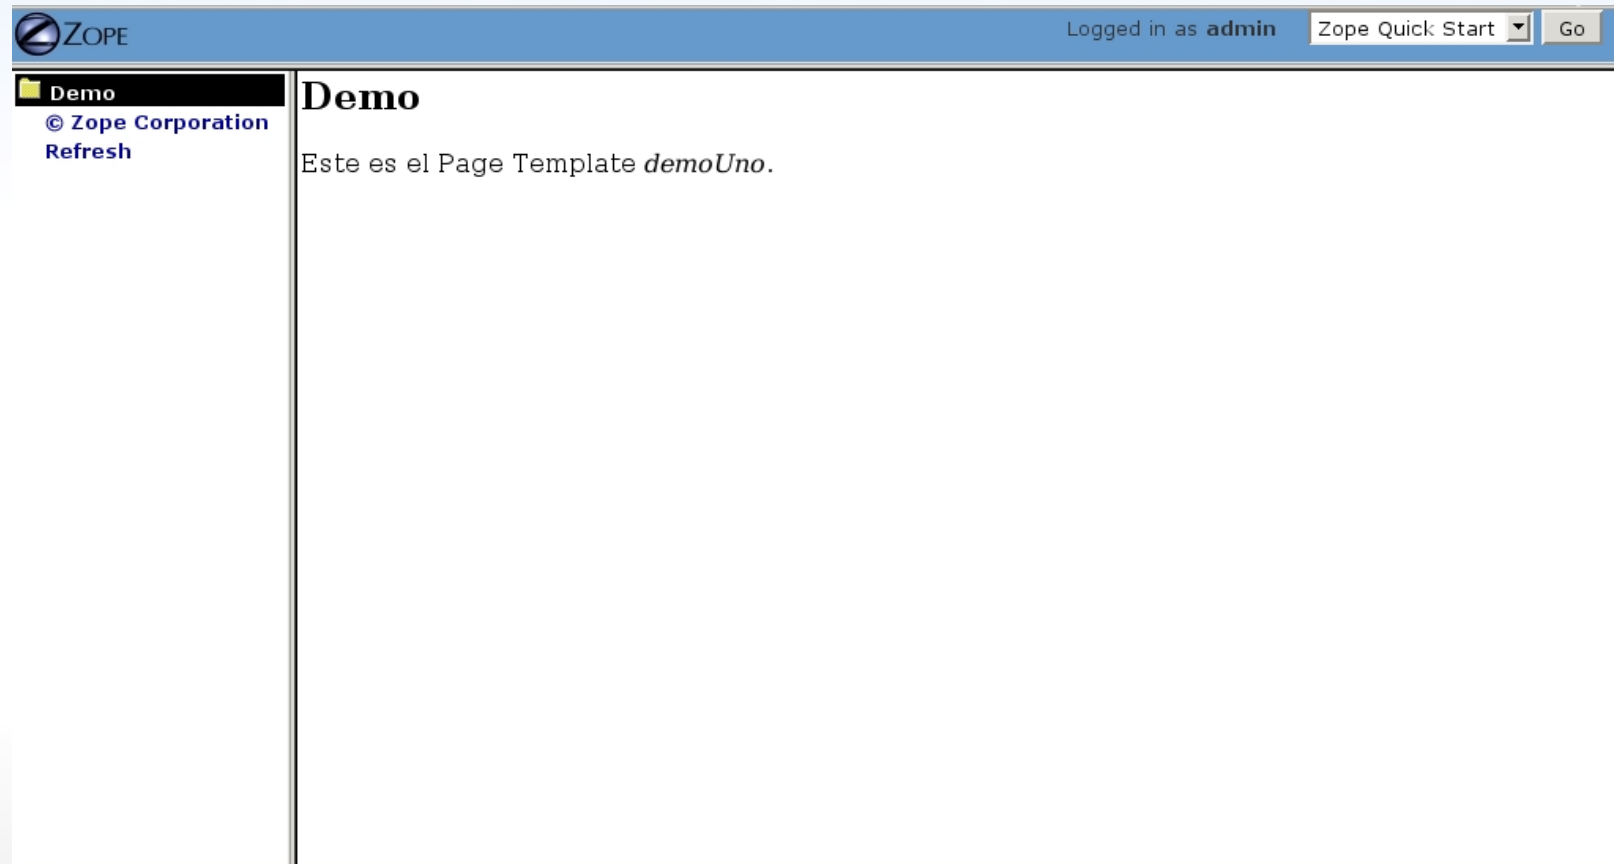 ZOPE
Logged in as admin
Zope Quick Start
Go
Demo
© Zope Corporation
Refresh
Demo
Este es el Page Template demoUno.